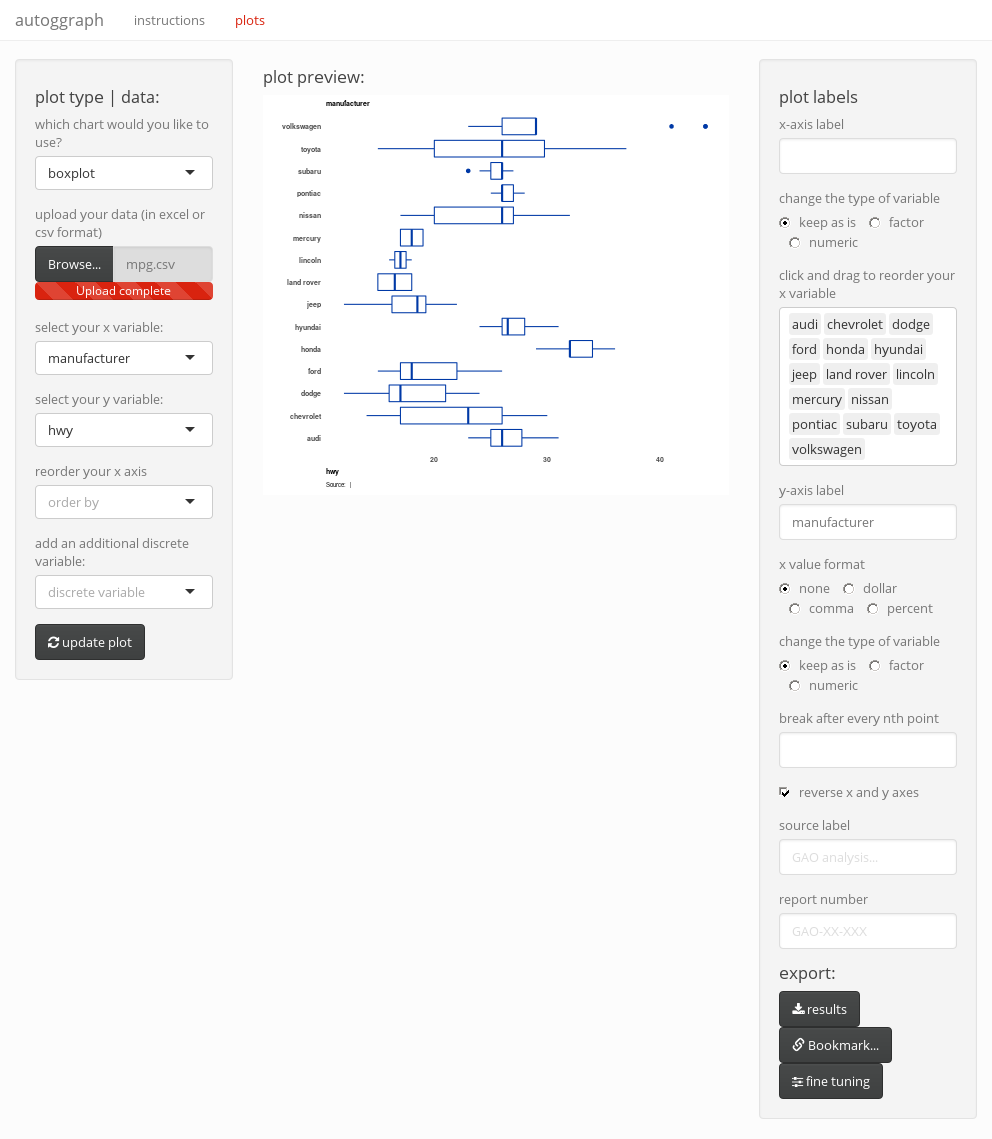 autoggraph
instructions
plots
plot type | data:
which chart would you like to
use?
boxplot
upload your data (in excel or
csv format)
Browse...
mpg.csv
Upload complete
select your x variable:
manufacturer
select your y variable:
hwy
reorder your x axis
order by
add an additional discrete
variable:
discrete variable
update plot
plot preview:
manufacturer
volkswagen
toyota
subaru
pontiac
nissan
mercury
lincoln
land rover
jeep
hyundai
honda
ford
dodge
chevrolet
audi
20 30 40
hwy
Source: |
plot labels
x-axis label
change the type of variable
keep as is factor
numeric
click and drag to reorder your
x variable
audi chevrolet dodge
ford honda hyundai
jeep land rover lincoln
mercury nissan
pontiac subaru toyota
volkswagen
y-axis label
manufacturer
x value format
none dollar
comma percent
change the type of variable
keep as is factor
numeric
break after every nth point
reverse x and y axes
source label
GAO analysis...
report number
GAO-XX-XXX
export:
results
Bookmark...
fine tuning